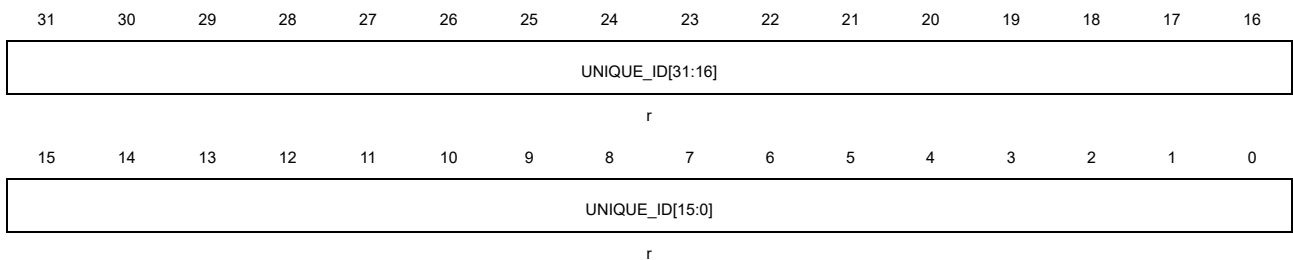 31 30 29 28 27 26 25 24 23 22 21 20 19 18 17 16
UNIQUE_ID[31:16]
r
15 14 13 12 11 10 9 8 7 6 5 4 3 2 1 0
UNIQUE_ID[15:0]
r